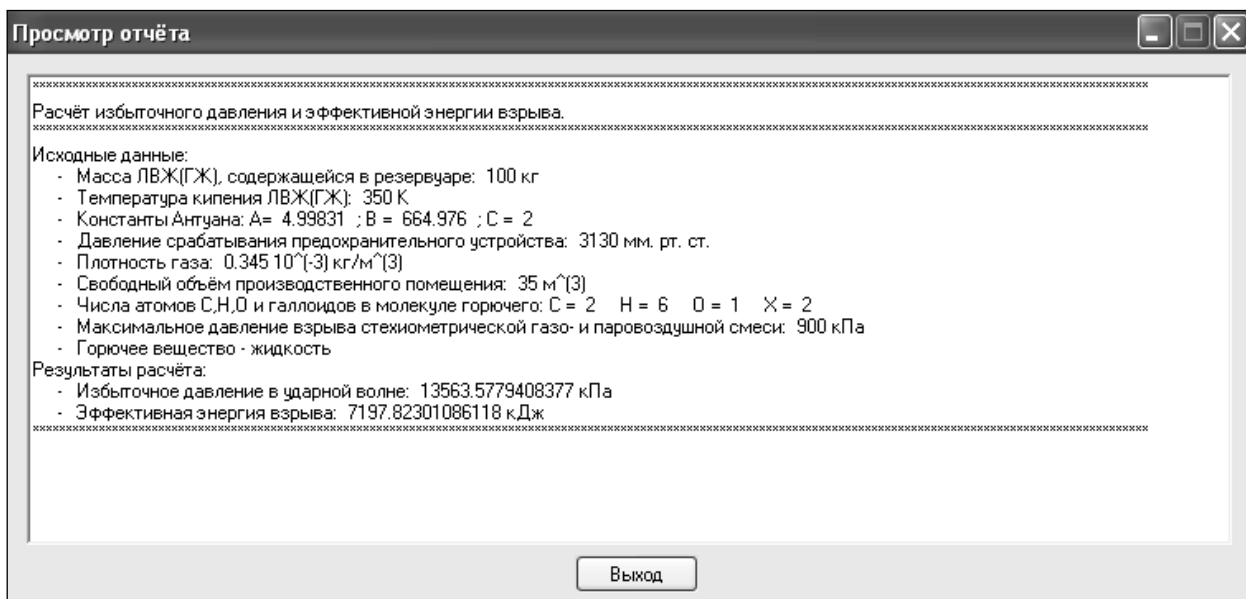 Просмотр отчёта
Расчёт избыточного давления и эффективной энергии взрыва.
Исходные данные:
- Масса ЛВЖ(ГЖ), содержащейся в резервуаре: 100 кг
- Температура кипения ЛВЖ(ГЖ): 350 К
- Константы Антуана: А= 4.99831 ; В = 664.976 ; С = 2
- Давление срабатывания предохранительного устройства: 3130 мм. рт. ст.
- Плотность газа: 0.345 10^(-3) кг/м^(3)
- Свободный объём производственного помещения: 35 м^(3)
- Числа атомов С,Н,О и галлоидов в молекуле горючего: С = 2 Н = 6 О = 1 Х = 2
- Максимальное давление взрыва стехиометрической газо- и паровоздушной смеси: 900 кПа
- Горючее вещество - жидкость
Результаты расчёта:
- Избыточное давление в ударной волне: 13563.5779408377 кПа
- Эффективная энергия взрыва: 7197.82301086118 кДж
Выход